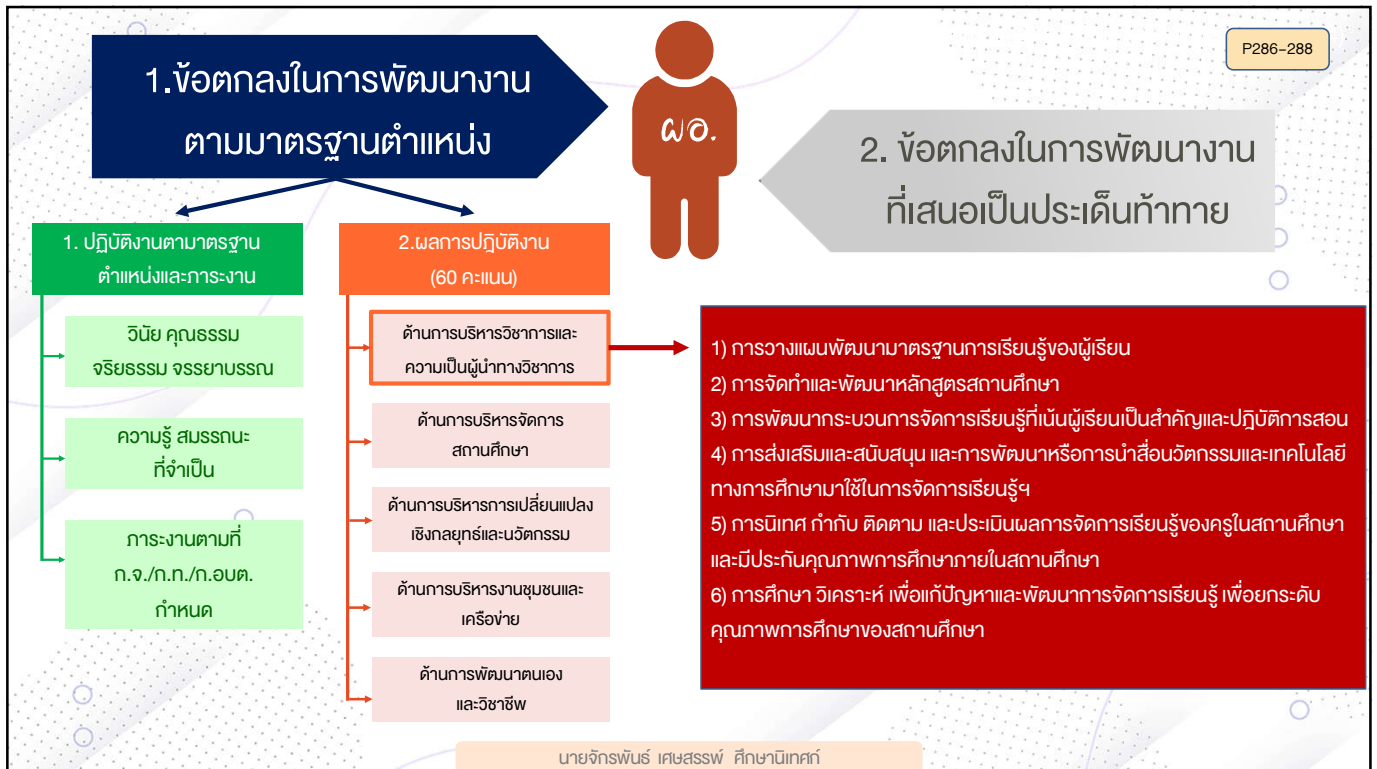 P286-288
1.ข้อตกลงในการพัฒนางาน
ตามมาตรฐานตำแหน่ง
ผอ.
2. ข้อตกลงในการพัฒนางาน
ที่เสนอเป็นประเด็นท้าทาย
1. ปฏิบัติงานตามาตรฐาน
ตำแหน่งและภาระงาน
วินัย คุณธรรม
จริยธรรม จรรยาบรรณ
ความรู้ สมรรถนะ
ที่จำเป็น
ภาระงานตามที่
ก.จ./ก.ท./ก.อบต.
กำหนด
2.ผลการปฏิบัติงาน
(60 คะแนน)
ด้านการบริหารวิชาการและ
ความเป็นผู้นำทางวิชาการ
ด้านการบริหารจัดการ
สถานศึกษา
ด้านการบริหารการเปลี่ยนแปลง
เชิงกลยุทธ์และนวัตกรรม
ด้านการบริหารงานชุมชนและ
เครือข่าย
ด้านการพัฒนาตนเอง
และวิชาชีพ
1) การวางแผนพัฒนามาตรฐานการเรียนรู้ของผู้เรียน
2) การจัดทำและพัฒนาหลักสูตรสถานศึกษา
3) การพัฒนากระบวนการจัดการเรียนรู้ที่เน้นผู้เรียนเป็นสำคัญและปฏิบัติการสอน
4) การส่งเสริมและสนับสนุน และการพัฒนาหรือการนำสื่อนวัตกรรมและเทคโนโลยี
ทางการศึกษามาใช้ในการจัดการเรียนรู้ฯ
5) การนิเทศ กำกับ ติดตาม และประเมินผลการจัดการเรียนรู้ของครูในสถานศึกษา
และมีประกันคุณภาพการศึกษาภายในสถานศึกษา
6) การศึกษา วิเคราะห์ เพื่อแก้ปัญหาและพัฒนาการจัดการเรียนรู้ เพื่อยกระดับ
คุณภาพการศึกษาของสถานศึกษา
นายจักรพันธ์ เศษสรรพ์ ศึกษานิเทศก์